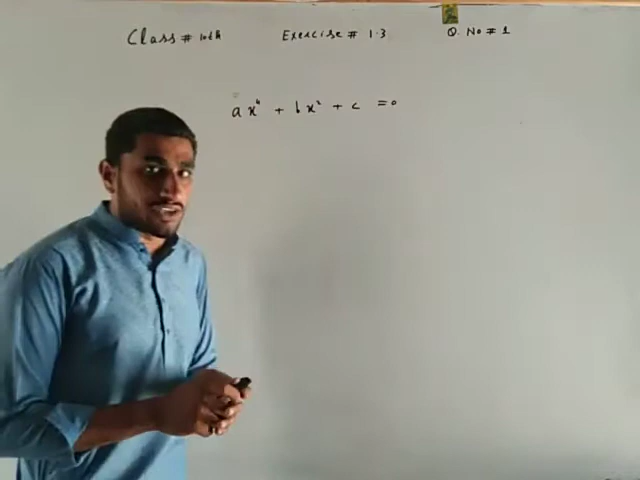 Class # 10th Exercise # 1.3 Q. No # 1
ax⁴ + bx² + c = 0